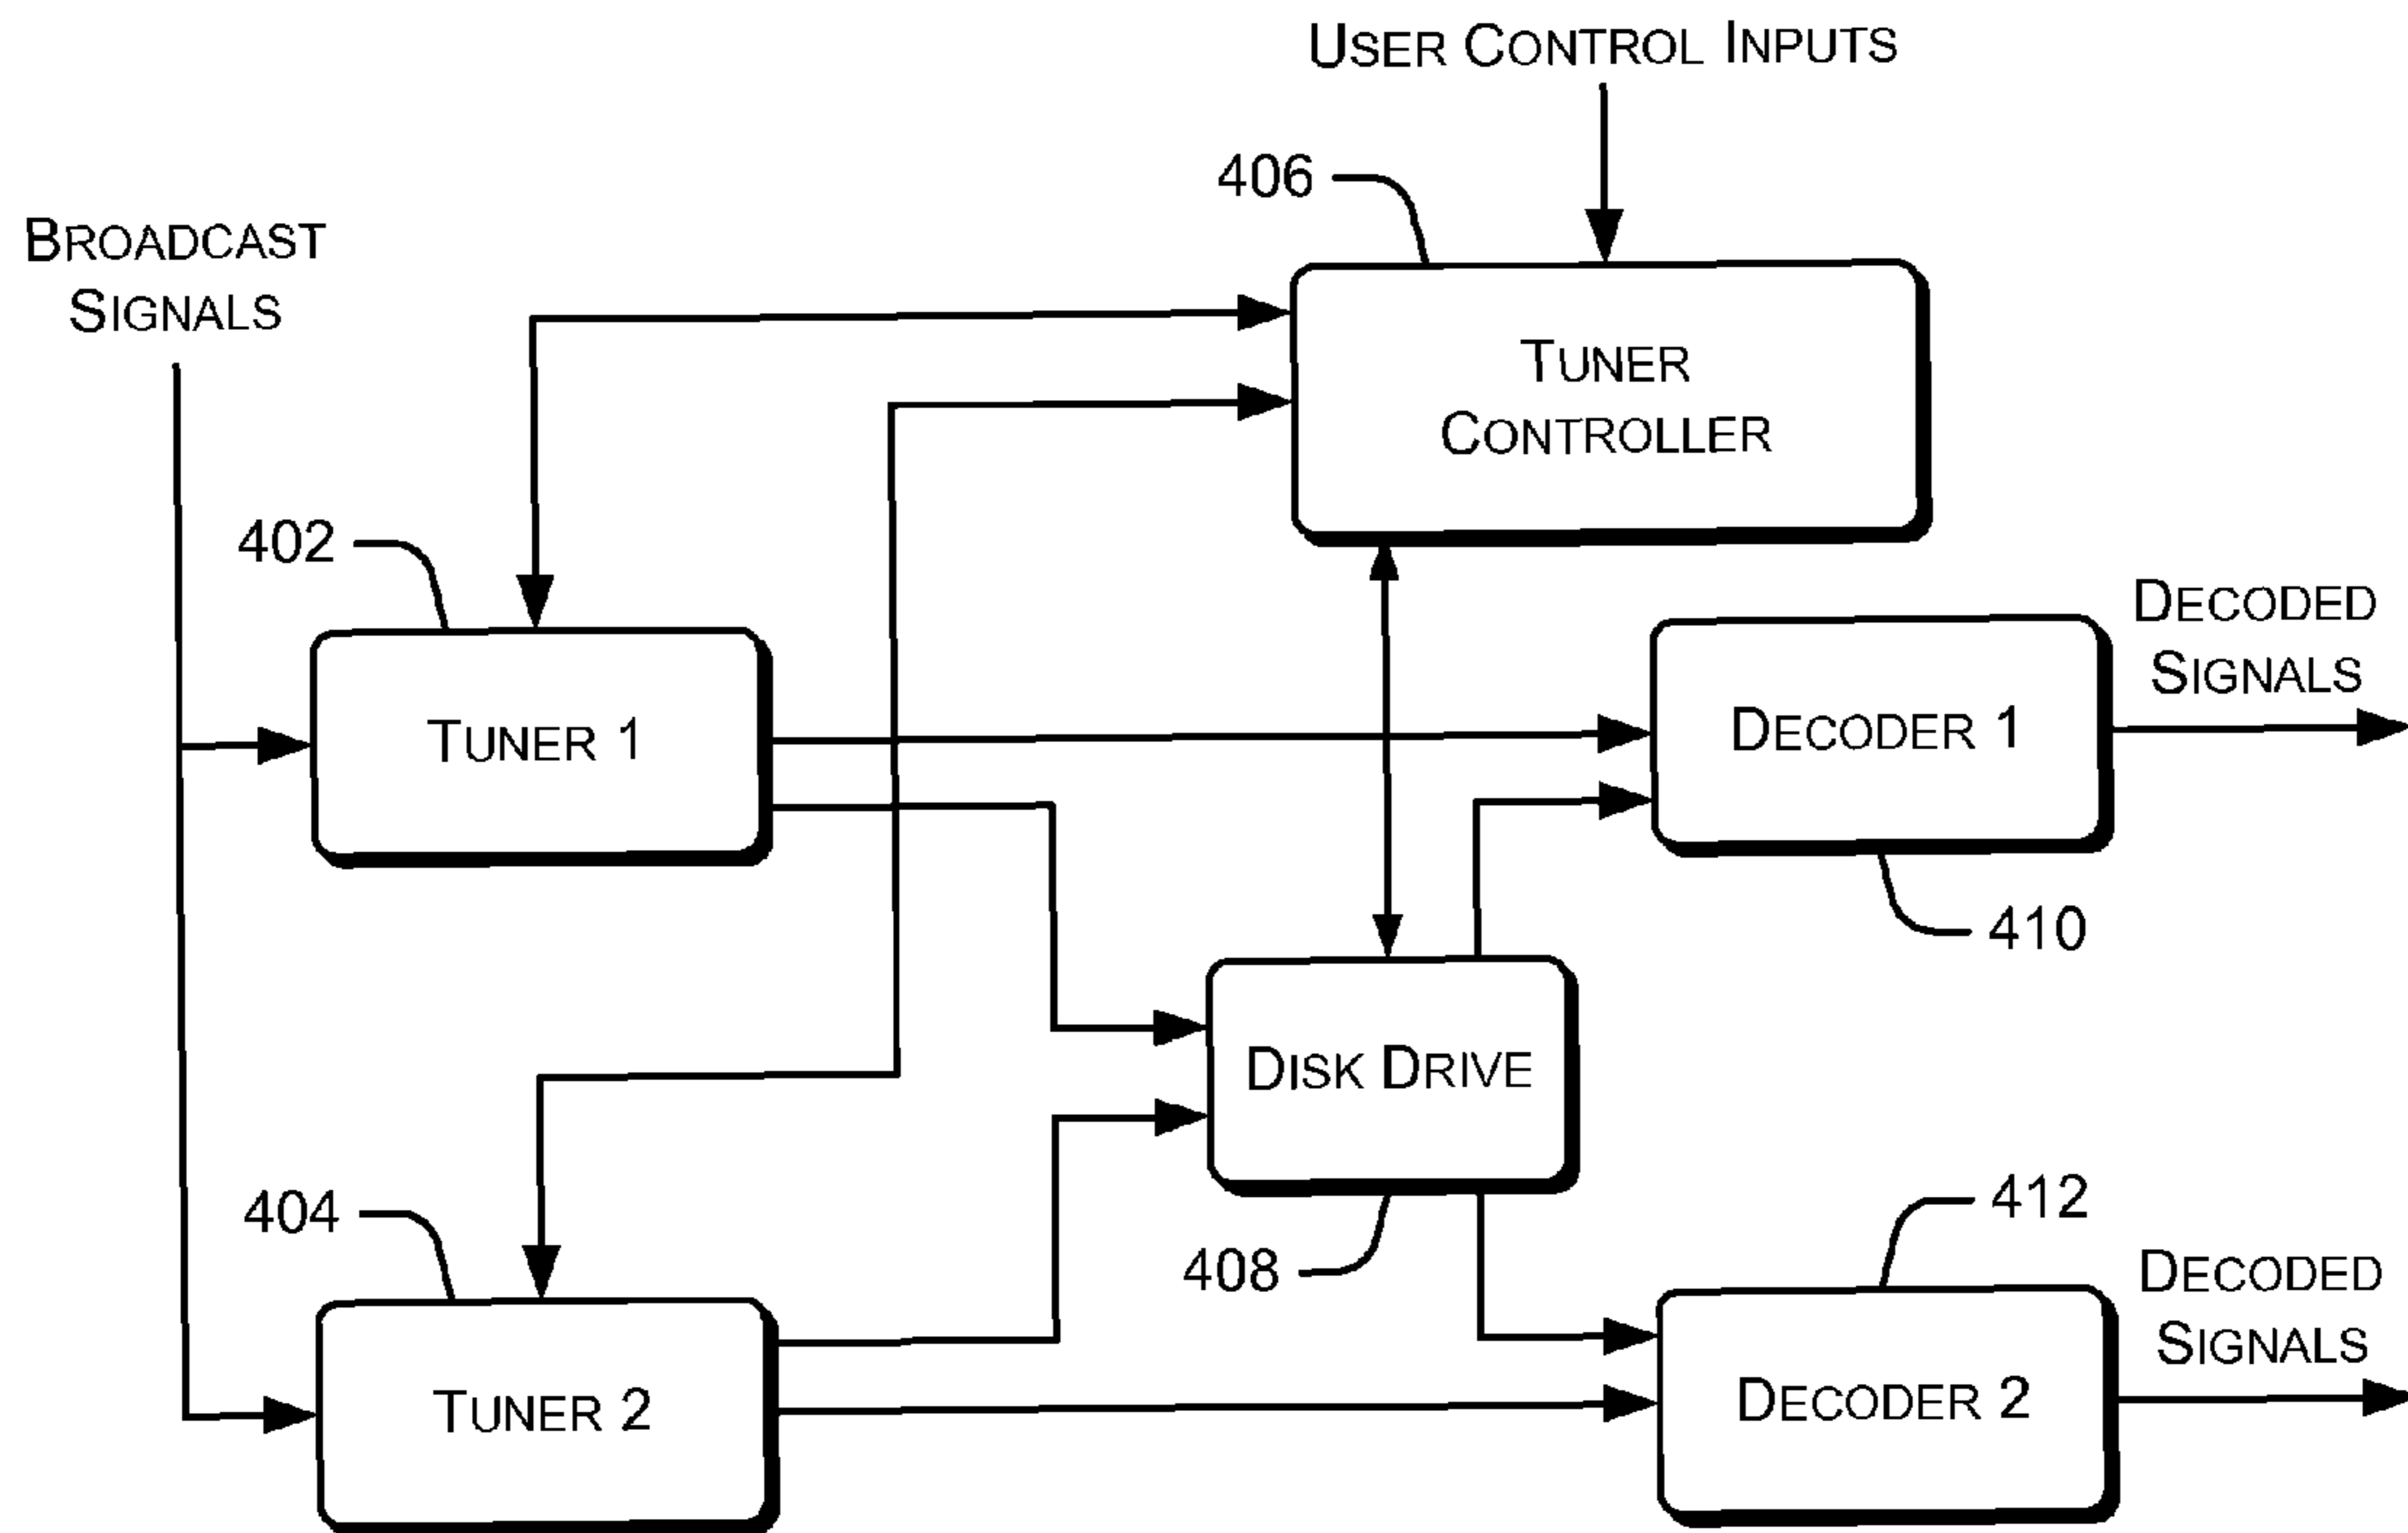 USER CONTROL INPUTS
406
BROADCAST
SIGNALS
TUNER
CONTROLLER
402
DECODED
SIGNALS
TUNER 1
DECODER 1
410
DISK DRIVE
404
412
408
DECODED
SIGNALS
TUNER 2
DECODER 2